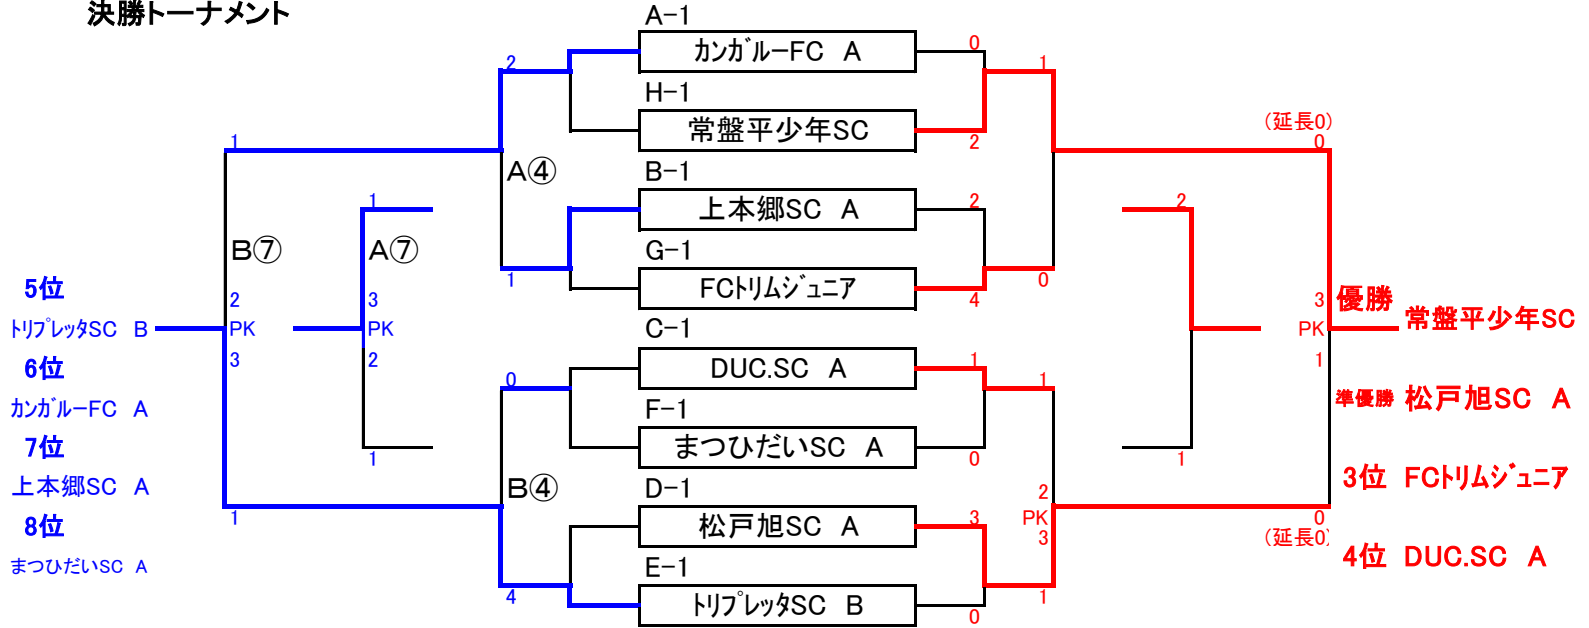 決勝トーナメント
A-1
カンガルーFC A
0
2
1
H-1
(延長0)
常盤平少年SC
1
2
0
A④
B-1
1
2
2
上本郷SC A
B⑦
A⑦
G-1
1
FCトリムジュニア
0
5位
2
3
4
3
優勝
常盤平少年SC
トリプレッタSC B
PK
PK
C-1
PK
6位
3
2
DUC.SC A
1
1
0
1
カンガルーFC A
F-1
準優勝
松戸旭SC A
7位
まつひだいSC A
1
0
1
上本郷SC A
B④
D-1
2
3位 FCトリムジュニア
8位
1
松戸旭SC A
3
PK
0
3
(延長0)
まつひだいSC A
E-1
4位 DUC.SC A
4
トリプレッタSC B
1
0